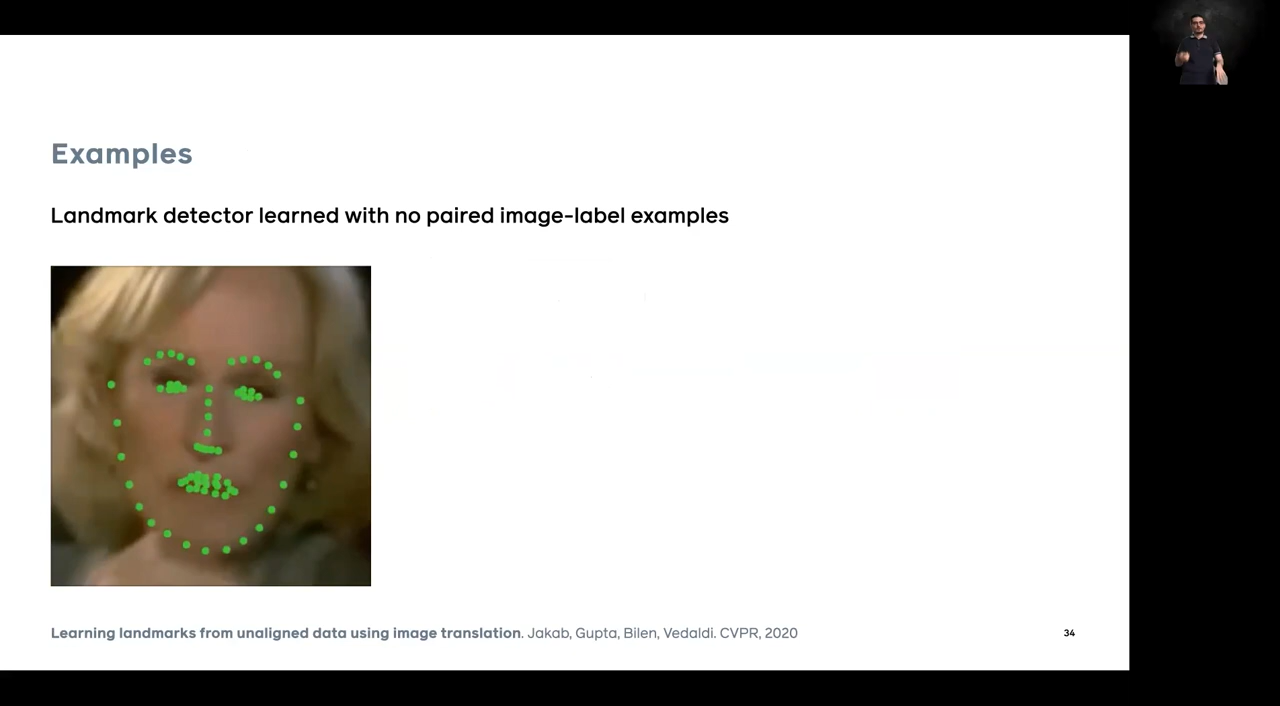 Examples
Landmark detector learned with no paired image-label examples
Learning landmarks from unaligned data using image translation. Jakab, Gupta, Bilen, Vedaldi. CVPR, 2020
34